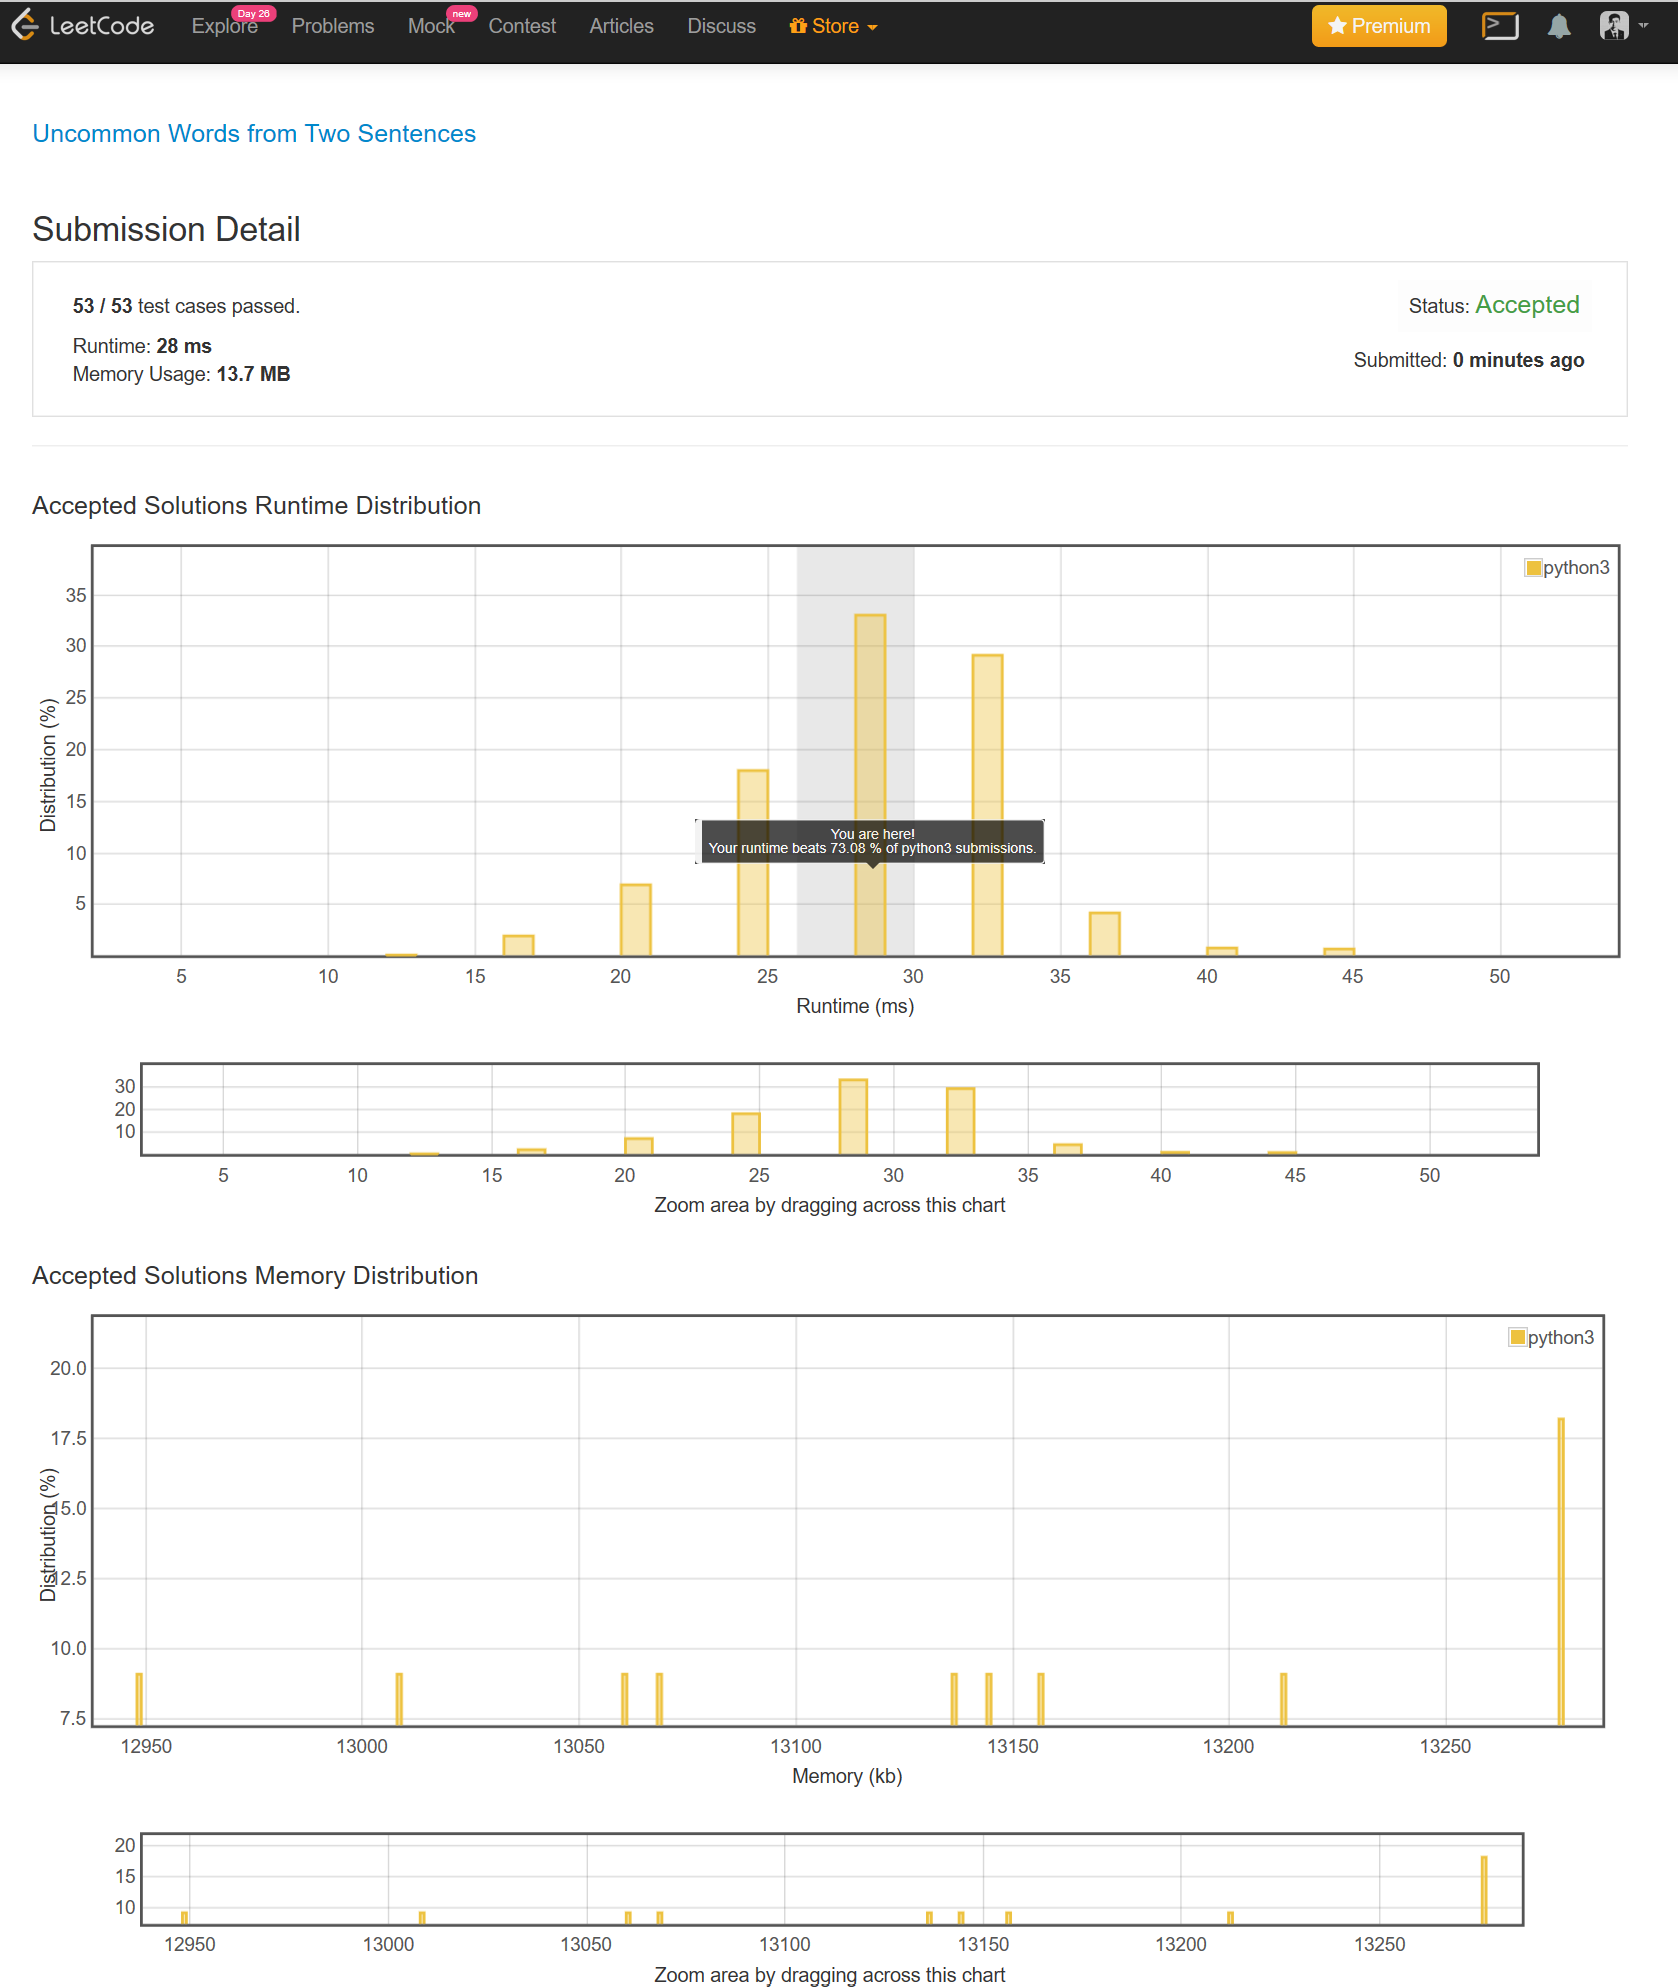 LeetCode Explore Day 26 Problems Mock new Contest Articles Discuss Store Premium
Uncommon Words from Two Sentences
Submission Detail
53 / 53 test cases passed.
Status: Accepted
Runtime: 28 ms
Submitted: 0 minutes ago
Memory Usage: 13.7 MB
Accepted Solutions Runtime Distribution
python3
35
30
25
20
15
10
5
Distribution (%)
You are here!
Your runtime beats 73.08 % of python3 submissions.
5 10 15 20 25 30 35 40 45 50
Runtime (ms)
30
20
10
5 10 15 20 25 30 35 40 45 50
Zoom area by dragging across this chart
Accepted Solutions Memory Distribution
python3
20.0
17.5
15.0
12.5
10.0
7.5
Distribution (%)
12950 13000 13050 13100 13150 13200 13250
Memory (kb)
20
15
10
12950 13000 13050 13100 13150 13200 13250
Zoom area by dragging across this chart